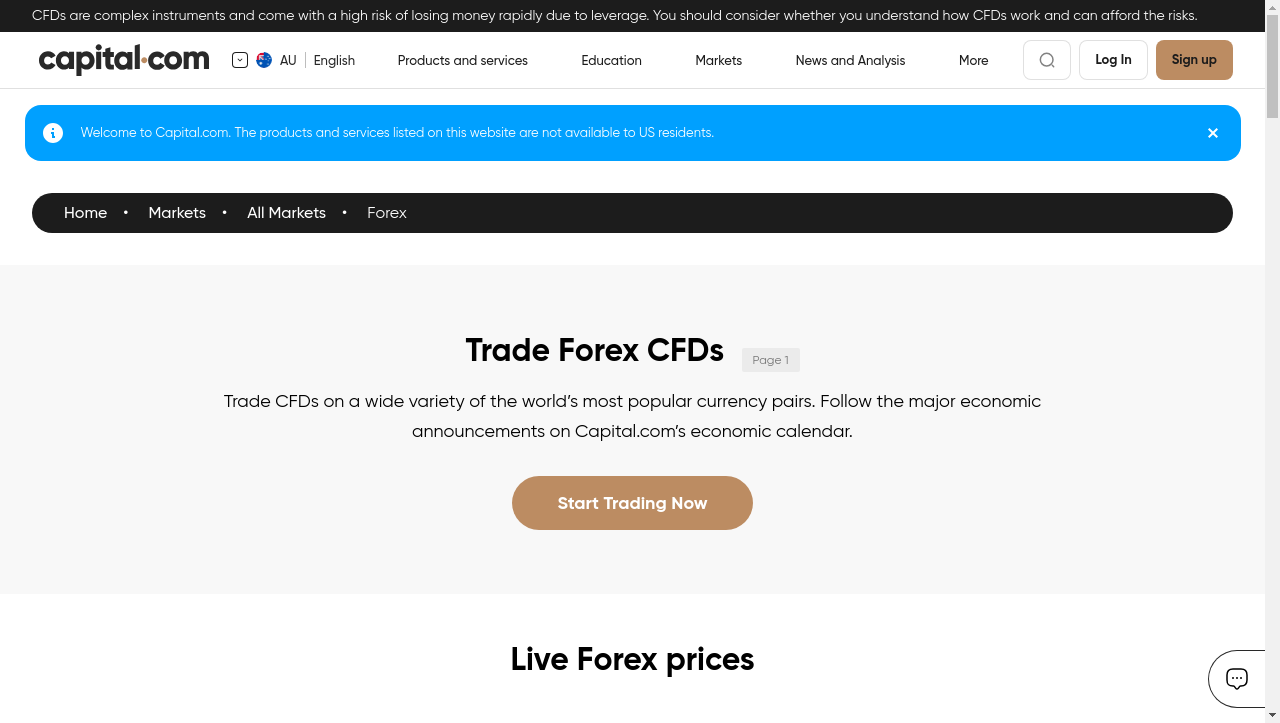 CFDs are complex instruments and come with a high risk of losing money rapidly due to leverage. You should consider whether you understand how CFDs work and can afford the risks.
capital.com AU English Products and services Education Markets News and Analysis More Log In Sign up
Welcome to Capital.com. The products and services listed on this website are not available to US residents.
Home • Markets • All Markets • Forex
Trade Forex CFDs Page 1
Trade CFDs on a wide variety of the world’s most popular currency pairs. Follow the major economic
announcements on Capital.com’s economic calendar.
Start Trading Now
Live Forex prices